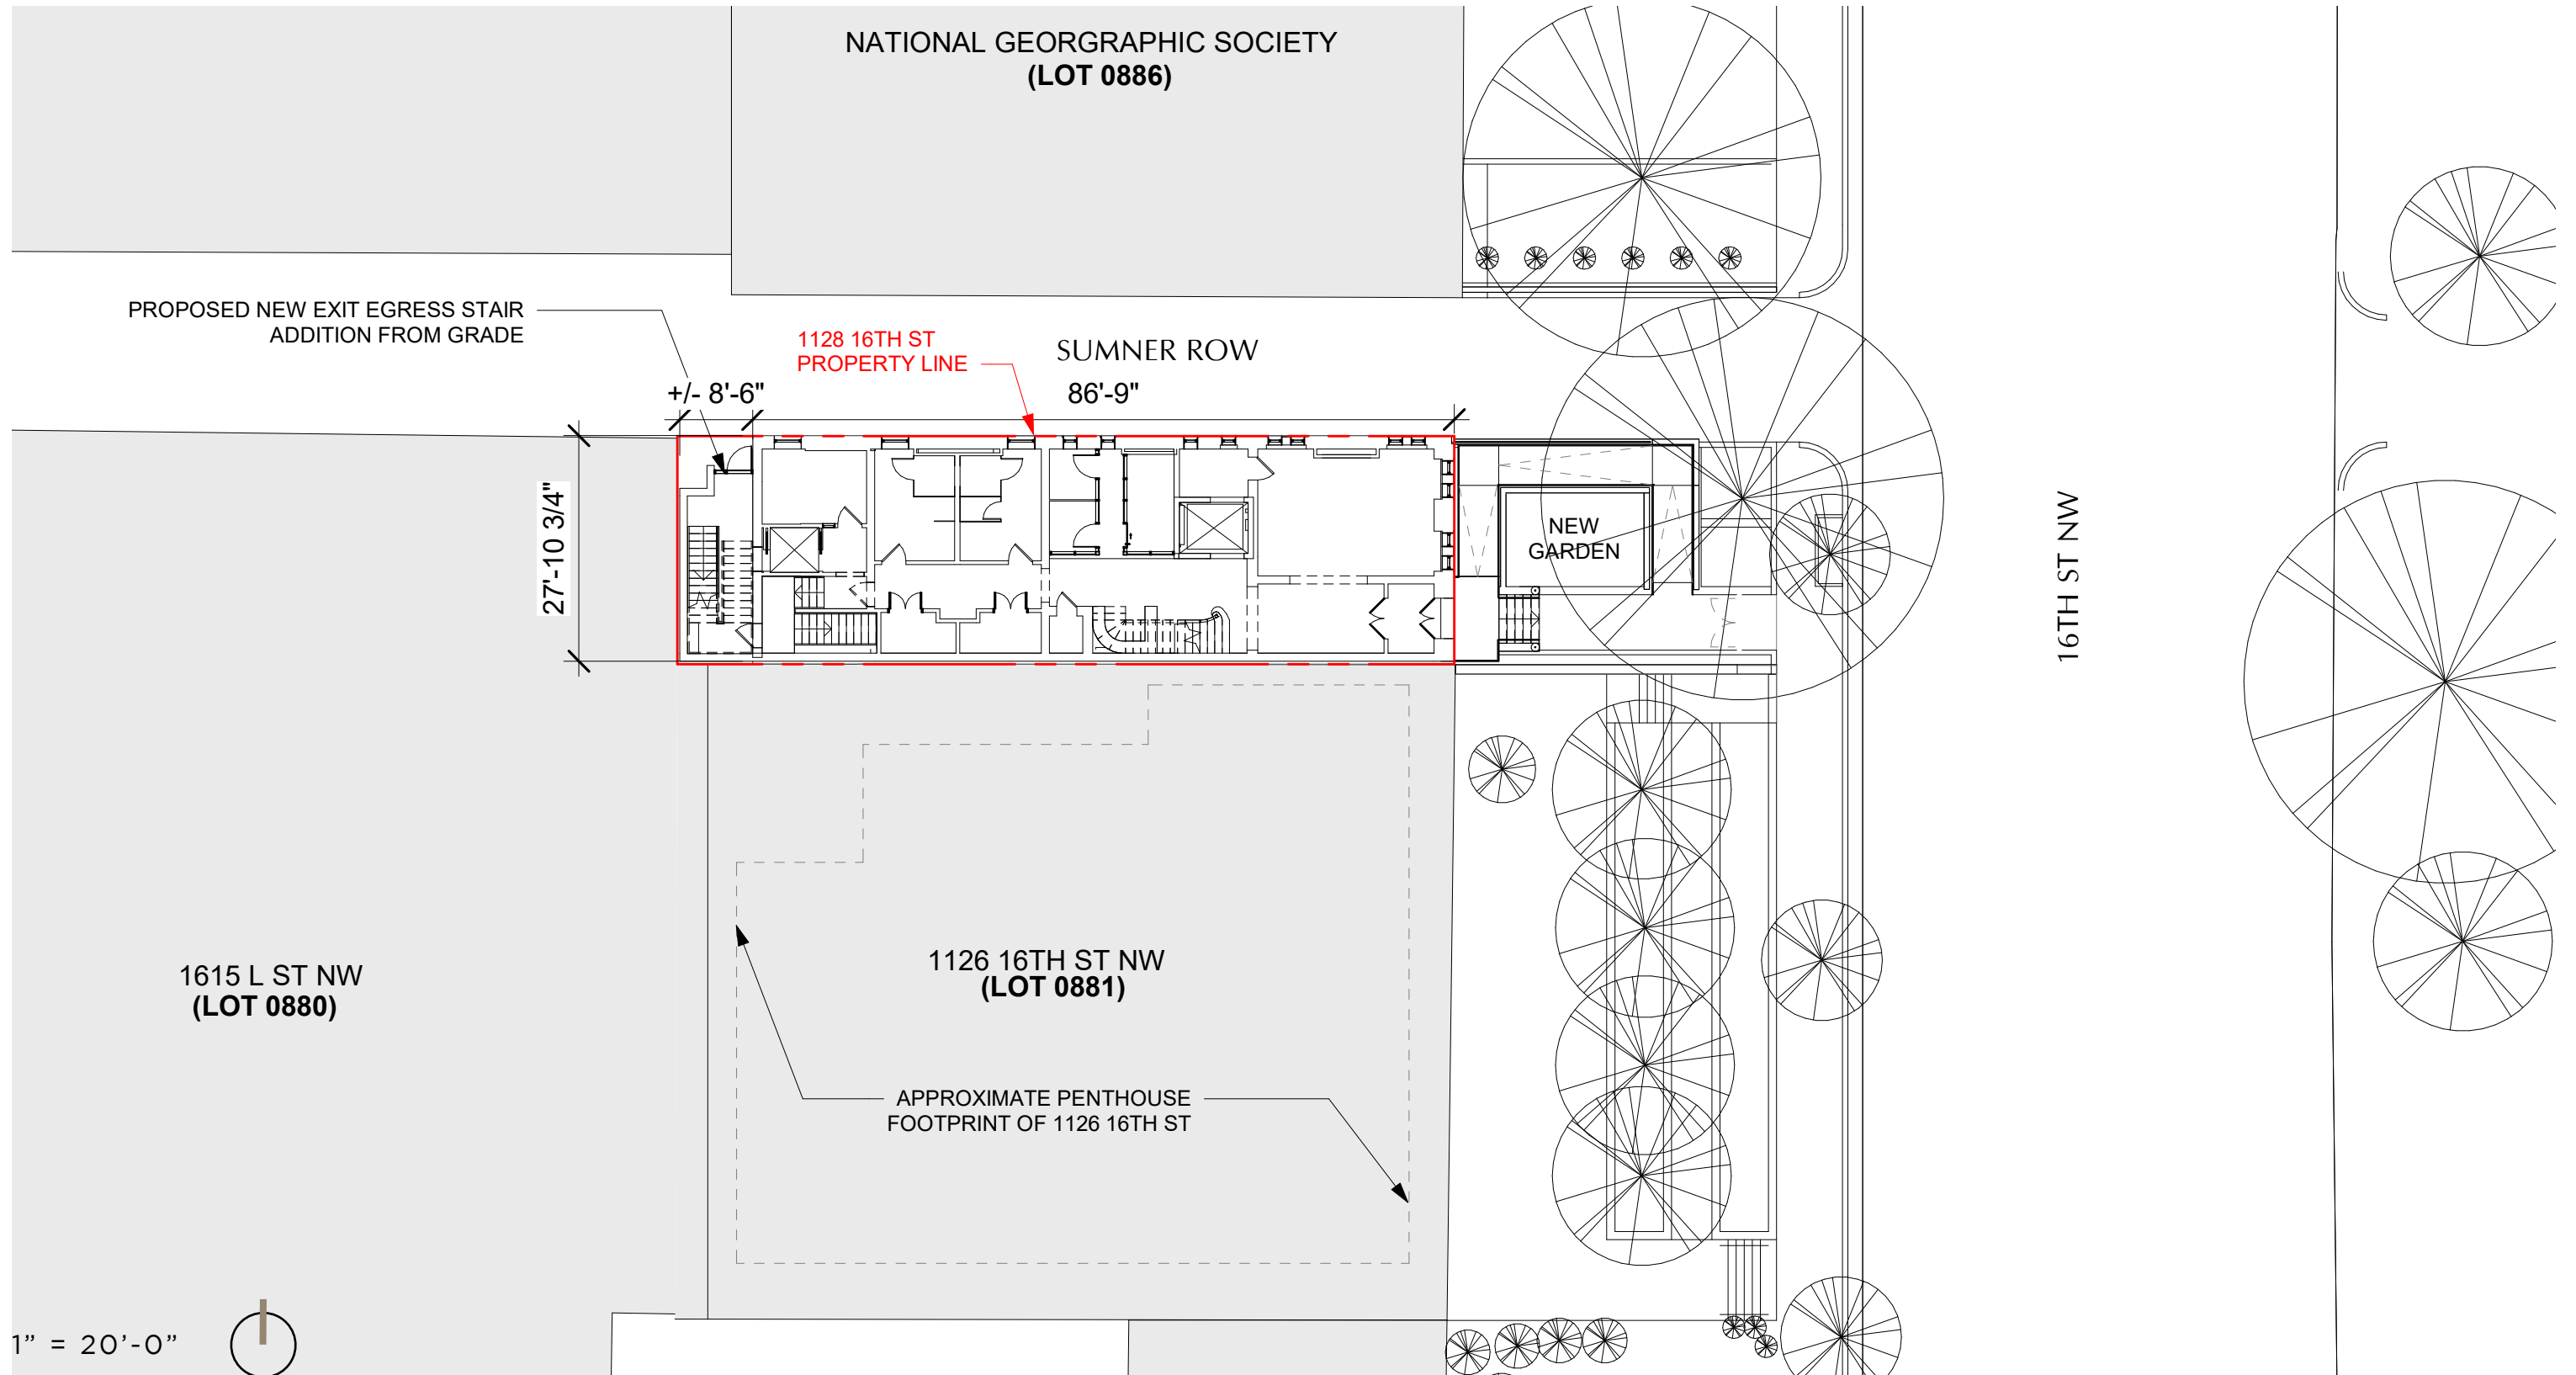 NATIONAL GEORGRAPHIC SOCIETY
(LOT 0886)
PROPOSED NEW EXIT EGRESS STAIR
ADDITION FROM GRADE
1128 16TH ST
PROPERTY LINE
SUMNER ROW
+/- 8'-6"
86'-9"
27'-10 3/4"
NEW
GARDEN
16TH ST NW
1615 L ST NW
(LOT 0880)
1126 16TH ST NW
(LOT 0881)
APPROXIMATE PENTHOUSE
FOOTPRINT OF 1126 16TH ST
1” = 20’-0”